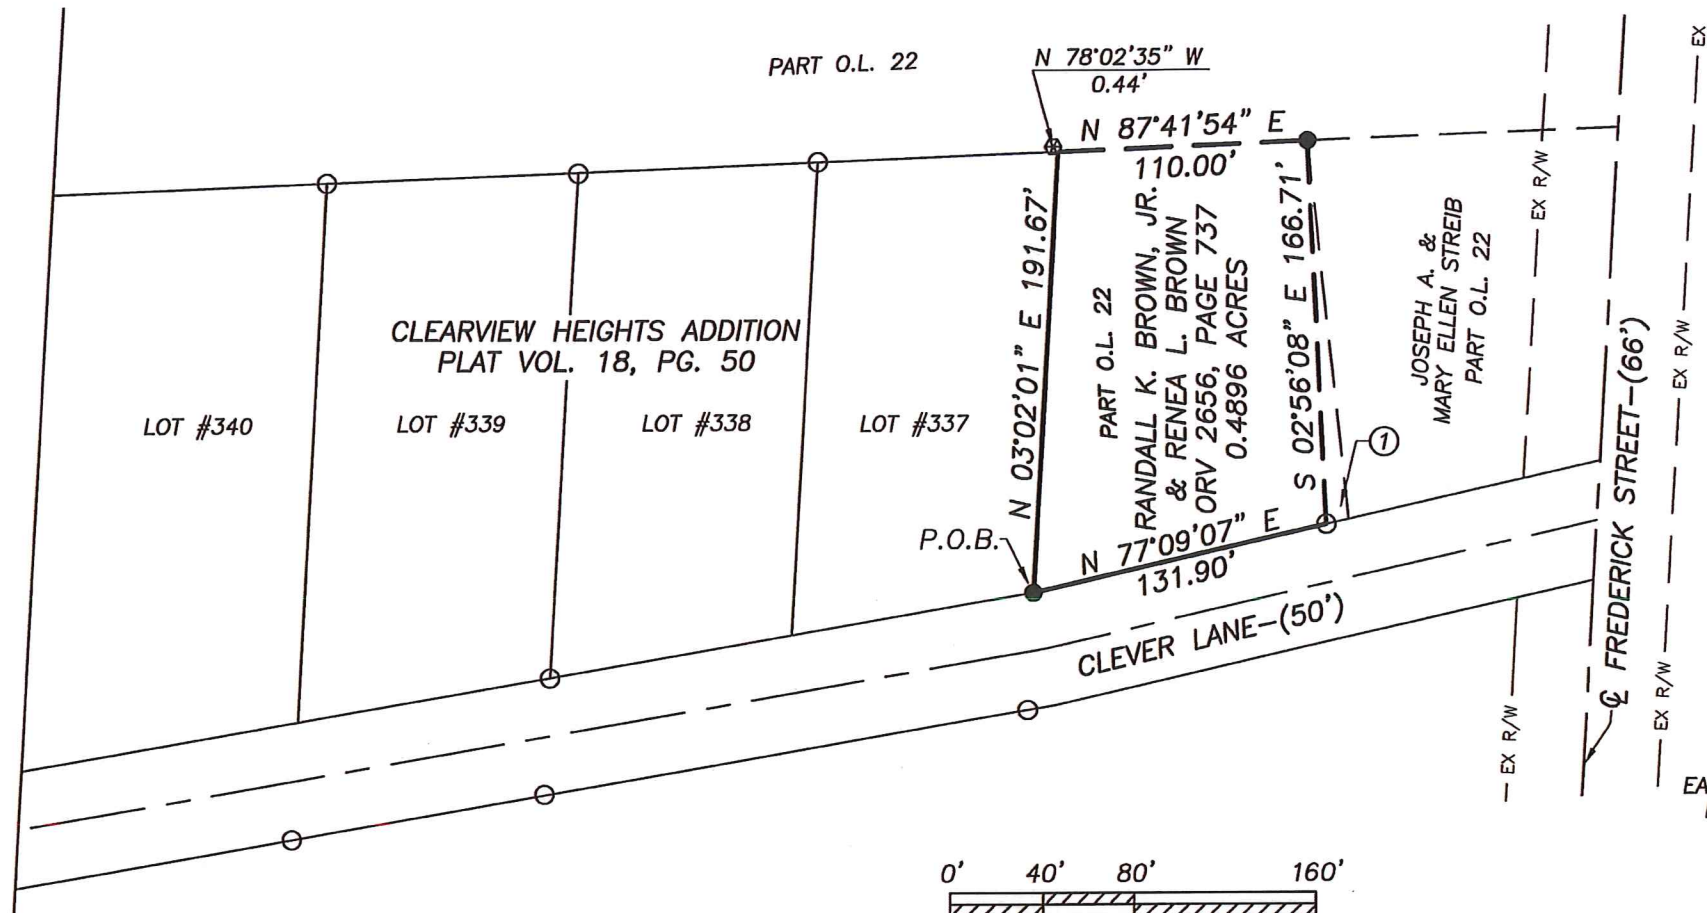 PART O.L. 22
N 78°02'35" W
0.44'
EX
N 87°41'54" E
110.00'
EX R/W
N 03°02'01" E 191.67'
PART O.L. 22
RANDALL K. BROWN, JR.
& RENEA L. BROWN
ORV 2656, PAGE 737
0.4896 ACRES
S 02°56'08" E 166.71'
JOSEPH A. &
MARY ELLEN STREIB
PART O.L. 22
CLEARVIEW HEIGHTS ADDITION
PLAT VOL. 18, PG. 50
LOT #340
LOT #339
LOT #338
LOT #337
1
EX R/W
P.O.B.
N 77°09'07" E
131.90'
CLEVER LANE-(50')
℄ FREDERICK STREET-(66')
EX R/W
EX R/W
EA
0' 40' 80' 160'